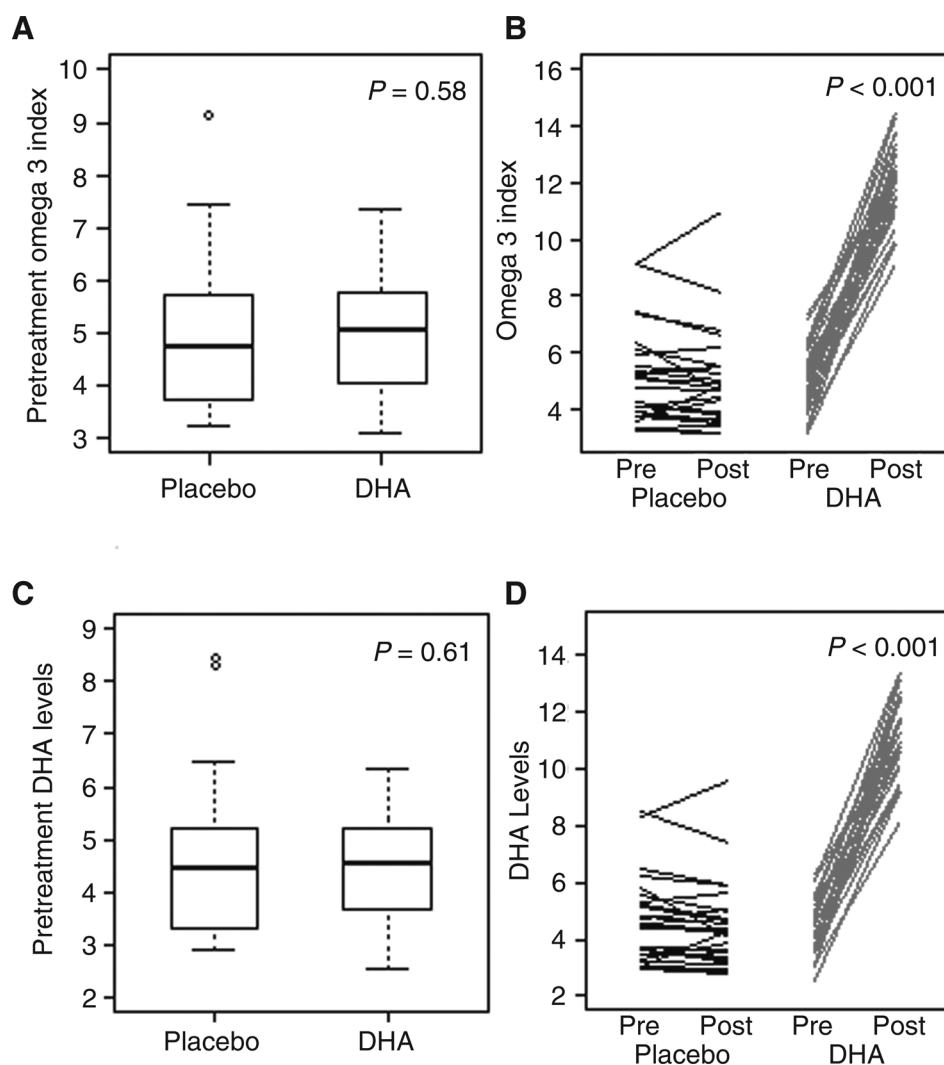 A
P = 0.58
Pretreatment omega 3 index
10
9
8
7
6
5
4
3
Placebo DHA
B
P < 0.001
Omega 3 index
16
14
12
10
8
6
4
Pre Post Pre Post
Placebo DHA
C
P = 0.61
Pretreatment DHA levels
9
8
7
6
5
4
3
2
Placebo DHA
D
P < 0.001
DHA Levels
14
12
10
8
6
4
2
Pre Post Pre Post
Placebo DHA